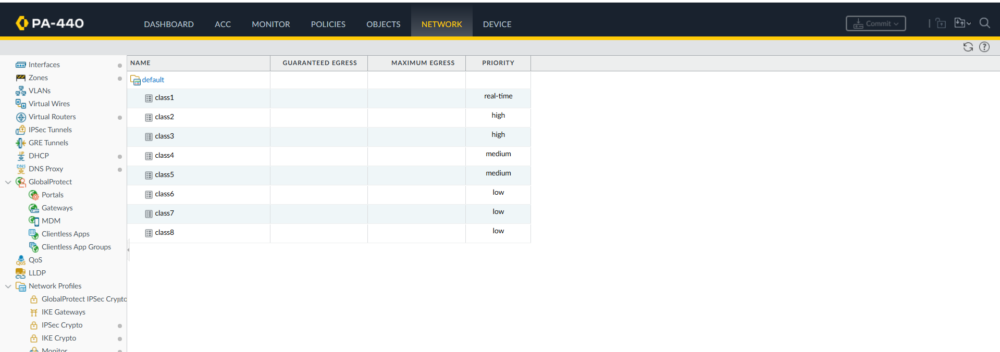 PA-440
DASHBOARD ACC MONITOR POLICIES OBJECTS NETWORK DEVICE Commit
NAME GUARANTEED EGRESS MAXIMUM EGRESS PRIORITY
Interfaces
Zones
VLANs
Virtual Wires
Virtual Routers
IPSec Tunnels
GRE Tunnels
DHCP
DNS Proxy
GlobalProtect
Portals
Gateways
MDM
Clientless Apps
Clientless App Groups
QoS
LLDP
Network Profiles
GlobalProtect IPSec Crypto
IKE Gateways
IPSec Crypto
IKE Crypto
Monitor
default
class1 real-time
class2 high
class3 high
class4 medium
class5 medium
class6 low
class7 low
class8 low